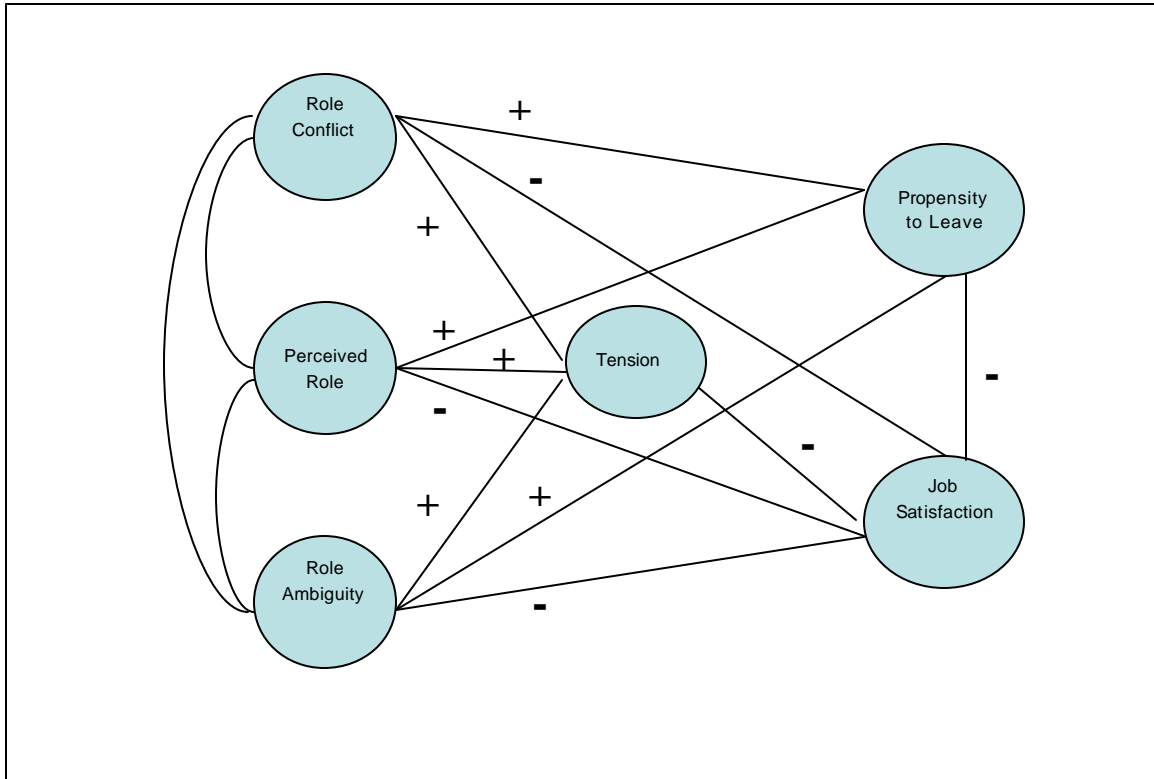 Role
Conflict
+
-
Propensity
to Leave
+
+
+
Tension
Perceived
Role
-
-
-
+
+
Job
Satisfaction
Role
Ambiguity
-